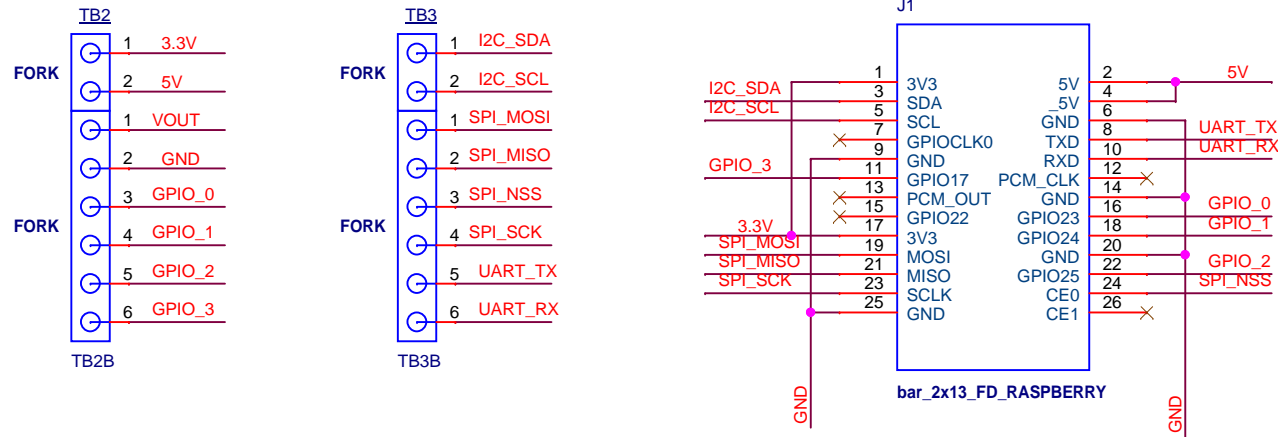 TB2
FORK
1 3.3V
2 5V
FORK
1 VOUT
2 GND
3 GPIO_0
4 GPIO_1
5 GPIO_2
6 GPIO_3
TB2B
TB3
FORK
1 I2C_SDA
2 I2C_SCL
FORK
1 SPI_MOSI
2 SPI_MISO
3 SPI_NSS
4 SPI_SCK
5 UART_TX
6 UART_RX
TB3B
J1
1 3V3 5V 2 5V
I2C_SDA 3 SDA _5V 4
I2C_SCL 5 SCL GND 6
7 GPIOCLK0 TXD 8 UART_TX
9 GND RXD 10 UART_RX
GPIO_3 11 GPIO17 PCM_CLK 12
13 PCM_OUT GND 14
15 GPIO22 GPIO23 16 GPIO_0
3.3V 17 3V3 GPIO24 18 GPIO_1
SPI_MOSI 19 MOSI GND 20
SPI_MISO 21 MISO GPIO25 22 GPIO_2
SPI_SCK 23 SCLK CE0 24 SPI_NSS
25 GND CE1 26
GND
GND
bar_2x13_FD_RASPBERRY